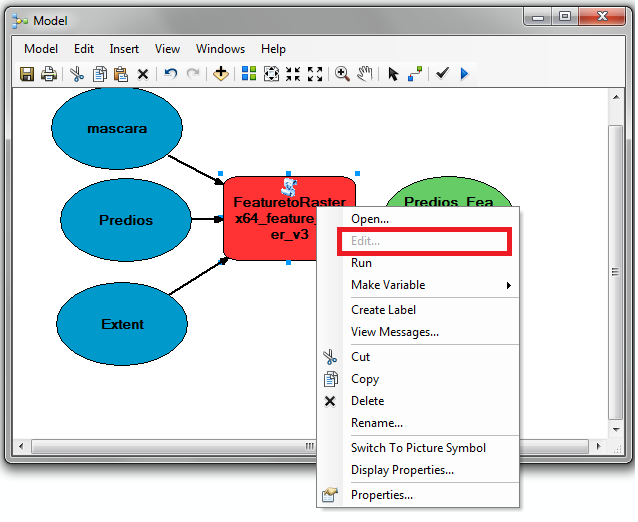 Model
Model Edit Insert View Windows Help
mascara
Predios
Extent
FeaturetoRaster
x64_feature_
er_v3
Predios_Fea
Open...
Edit...
Run
Make Variable
Create Label
View Messages...
Cut
Copy
Delete
Rename...
Switch To Picture Symbol
Display Properties...
Properties...